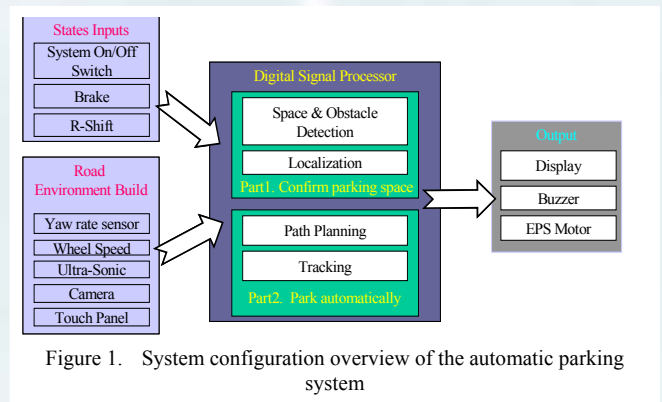 States Inputs
System On/Off
Switch
Brake
R-Shift
Road
Environment Build
Yaw rate sensor
Wheel Speed
Ultra-Sonic
Camera
Touch Panel
Digital Signal Processor
Space & Obstacle
Detection
Localization
Part1. Confirm parking space
Path Planning
Tracking
Part2. Park automatically
Output
Display
Buzzer
EPS Motor
Figure 1. System configuration overview of the automatic parking
system